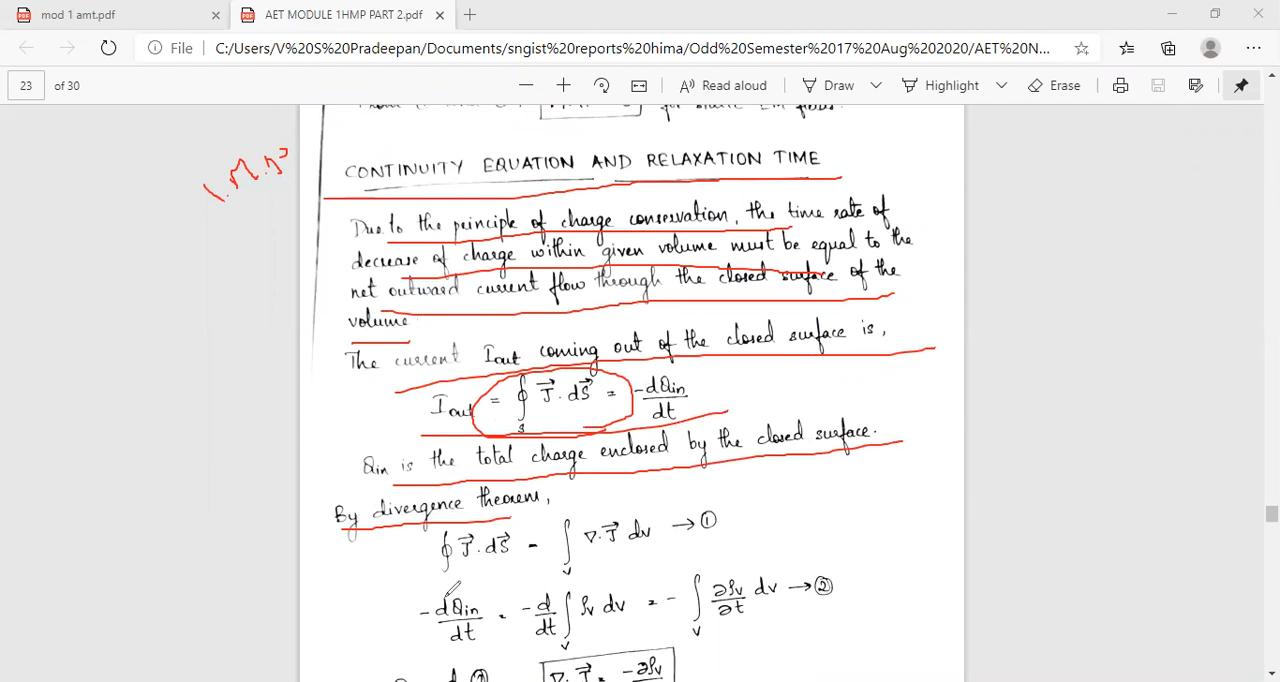 mod 1 amt.pdf
AET MODULE 1HMP PART 2.pdf
File
C:/Users/V%20S%20Pradeepan/Documents/sngist%20reports%20hima/Odd%20Semester%2017%20Aug%202020/AET%20N...
23 of 30
Read aloud
Draw
Highlight
Erase
for static EM fields.
CONTINUITY EQUATION AND RELAXATION TIME
Due to the principle of charge conservation, the time rate of
decrease of charge within given volume must be equal to the
net outward current flow through the closed surface of the
volume
The current Iout coming out of the closed surface is,
Iout = ∮s J⃗. dS⃗ = -dQin/dt
Qin is the total charge enclosed by the closed surface.
By divergence theorem,
∮ J⃗. dS⃗ = ∫v ∇. J⃗ dv → ①
-dQin/dt = -d/dt ∫v ρv dv = - ∫v ∂ρv/∂t dv → ②
∇. J⃗ = -∂ρv